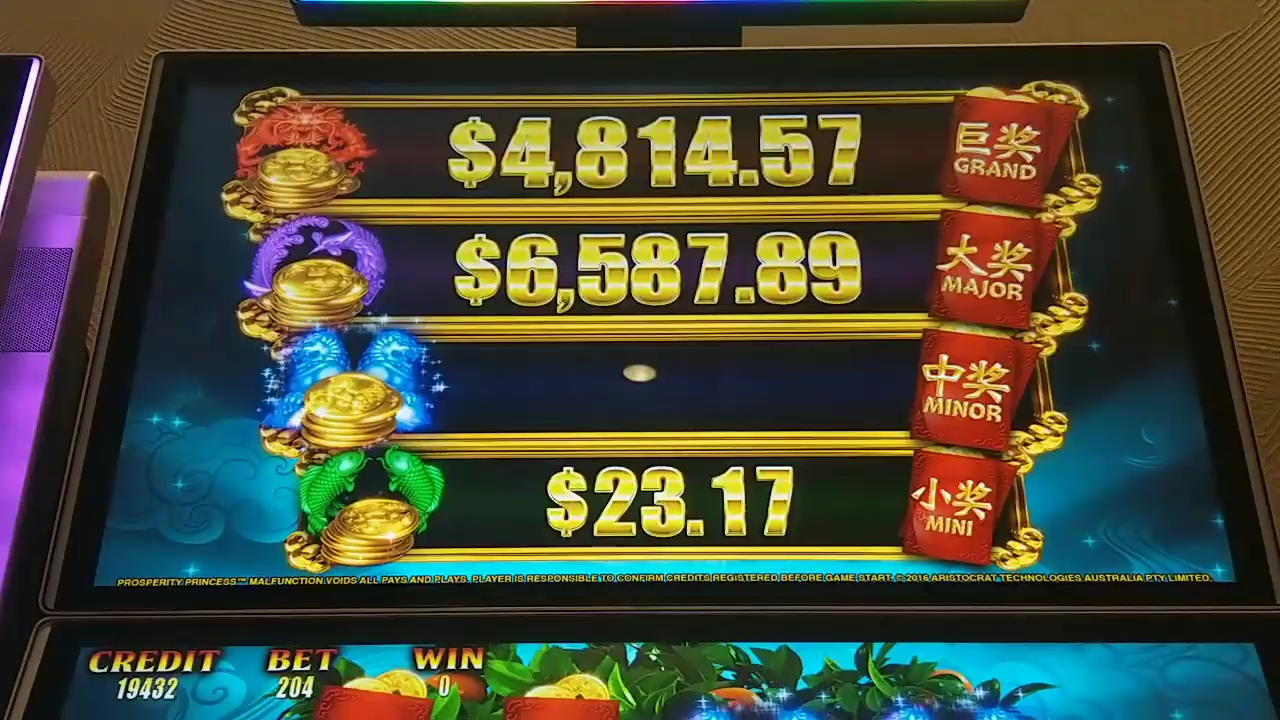 $4,814.57
巨奖
GRAND
$6,587.89
大奖
MAJOR
中奖
MINOR
$23.17
小奖
MINI
PROSPERITY PRINCESS™ MALFUNCTION VOIDS ALL PAYS AND PLAYS. PLAYER IS RESPONSIBLE TO CONFIRM CREDITS REGISTERED BEFORE GAME START. © 2016 ARISTOCRAT TECHNOLOGIES AUSTRALIA PTY LIMITED.
CREDIT BET WIN
19432 204 0